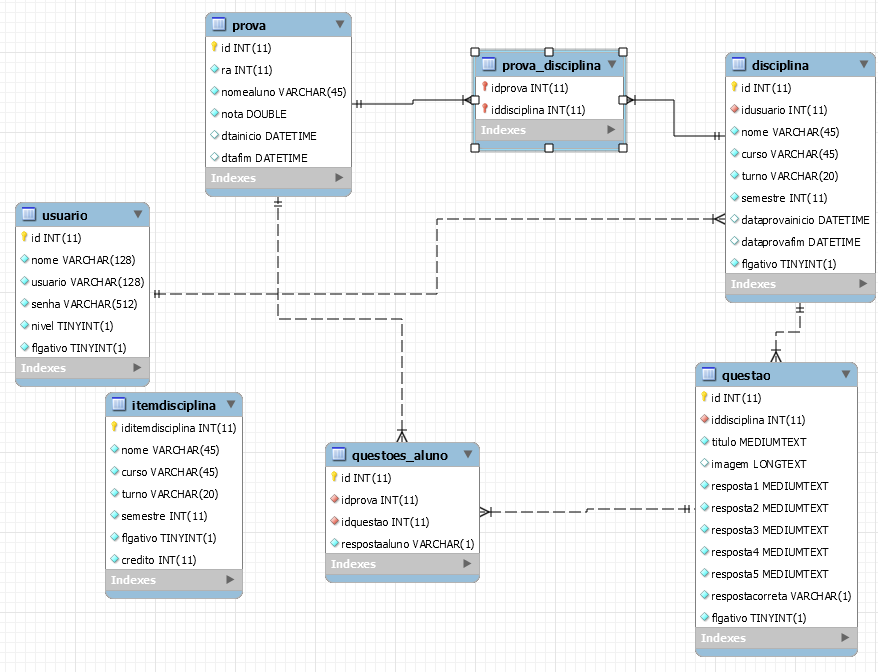 prova
id INT(11)
ra INT(11)
nomealuno VARCHAR(45)
nota DOUBLE
dtainicio DATETIME
dtafim DATETIME
Indexes
prova_disciplina
idprova INT(11)
iddisciplina INT(11)
Indexes
disciplina
id INT(11)
idusuario INT(11)
nome VARCHAR(45)
curso VARCHAR(45)
turno VARCHAR(20)
semestre INT(11)
dataprovainicio DATETIME
dataprovafim DATETIME
flgativo TINYINT(1)
Indexes
usuario
id INT(11)
nome VARCHAR(128)
usuario VARCHAR(128)
senha VARCHAR(512)
nivel TINYINT(1)
flgativo TINYINT(1)
Indexes
itemdisciplina
iditemdisciplina INT(11)
nome VARCHAR(45)
curso VARCHAR(45)
turno VARCHAR(20)
semestre INT(11)
flgativo TINYINT(1)
credito INT(11)
Indexes
questoes_aluno
id INT(11)
idprova INT(11)
idquestao INT(11)
respostaaluno VARCHAR(1)
Indexes
questao
id INT(11)
iddisciplina INT(11)
titulo MEDIUMTEXT
imagem LONGTEXT
resposta1 MEDIUMTEXT
resposta2 MEDIUMTEXT
resposta3 MEDIUMTEXT
resposta4 MEDIUMTEXT
resposta5 MEDIUMTEXT
respostacorreta VARCHAR(1)
flgativo TINYINT(1)
Indexes